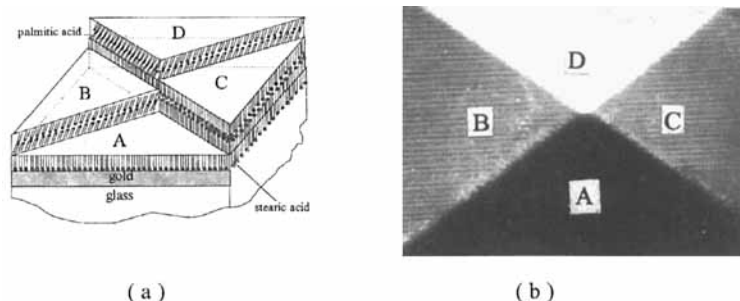 palmitic acid
D
B
C
A
gold
glass
stearic acid
D
B
C
A
( a )
( b )